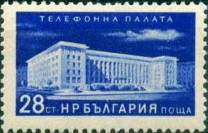 ТЕЛЕФОННА ПАЛАТА
28 СТ. НР БЪЛГАРИЯ ПОЩА